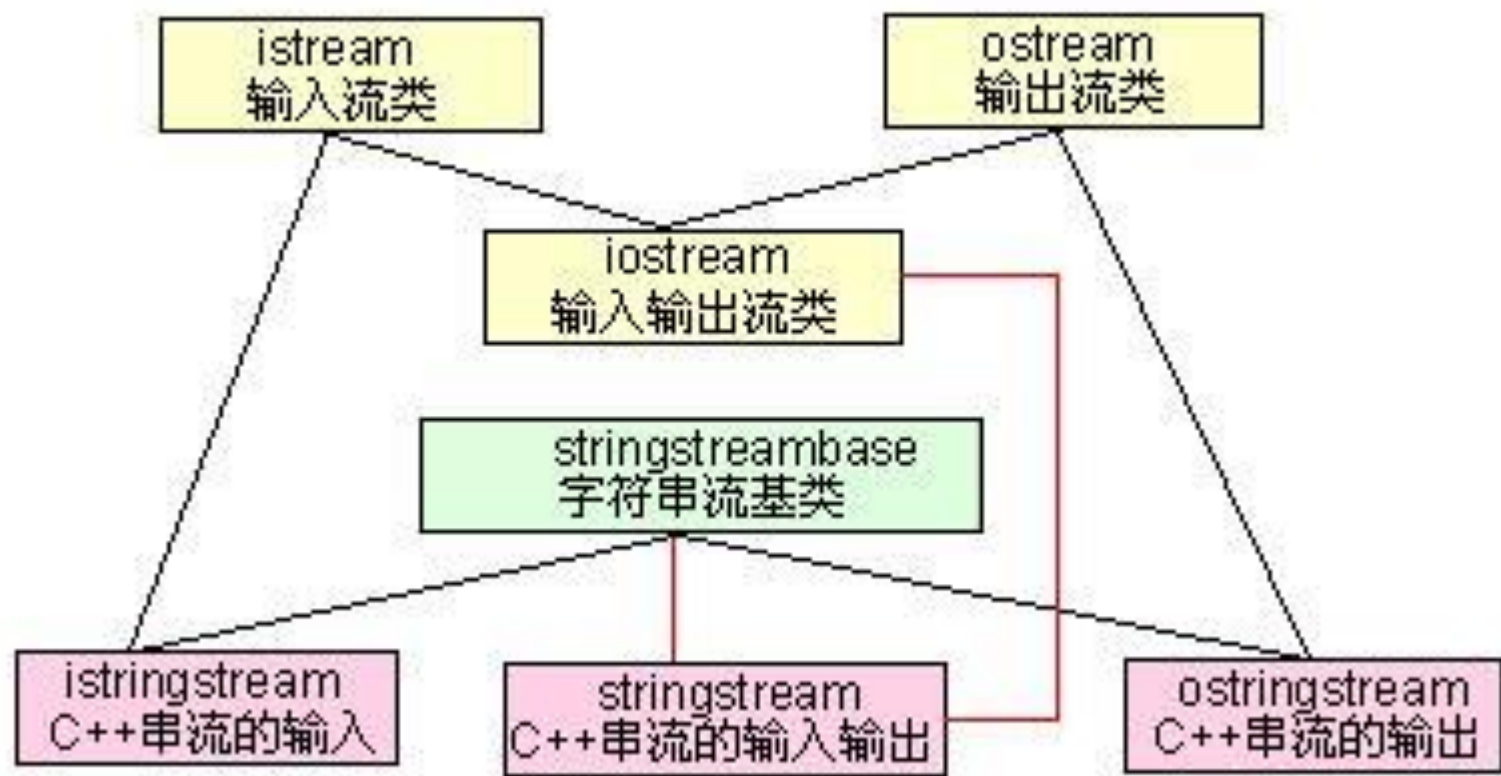 istream
输入流类
ostream
输出流类
iostream
输入输出流类
stringstreambase
字符串流基类
istringstream
C++串流的输入
stringstream
C++串流的输入输出
ostringstream
C++串流的输出